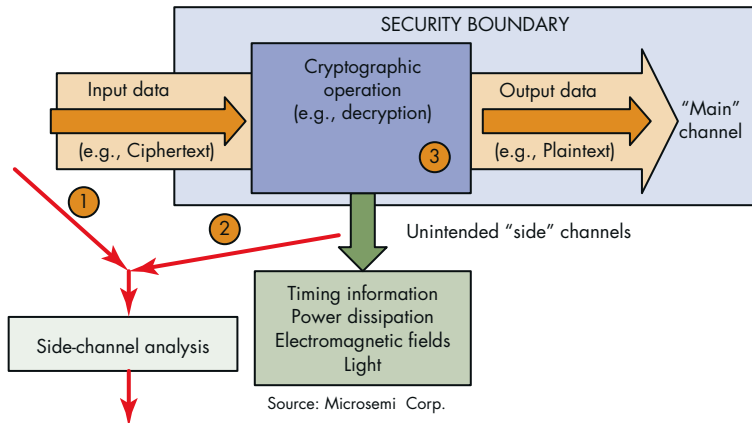 SECURITY BOUNDARY
Input data
(e.g., Ciphertext)
Cryptographic
operation
(e.g., decryption)
3
Output data
(e.g., Plaintext)
“Main”
channel
1
2
Unintended “side” channels
Timing information
Power dissipation
Electromagnetic fields
Light
Side-channel analysis
Source: Microsemi Corp.